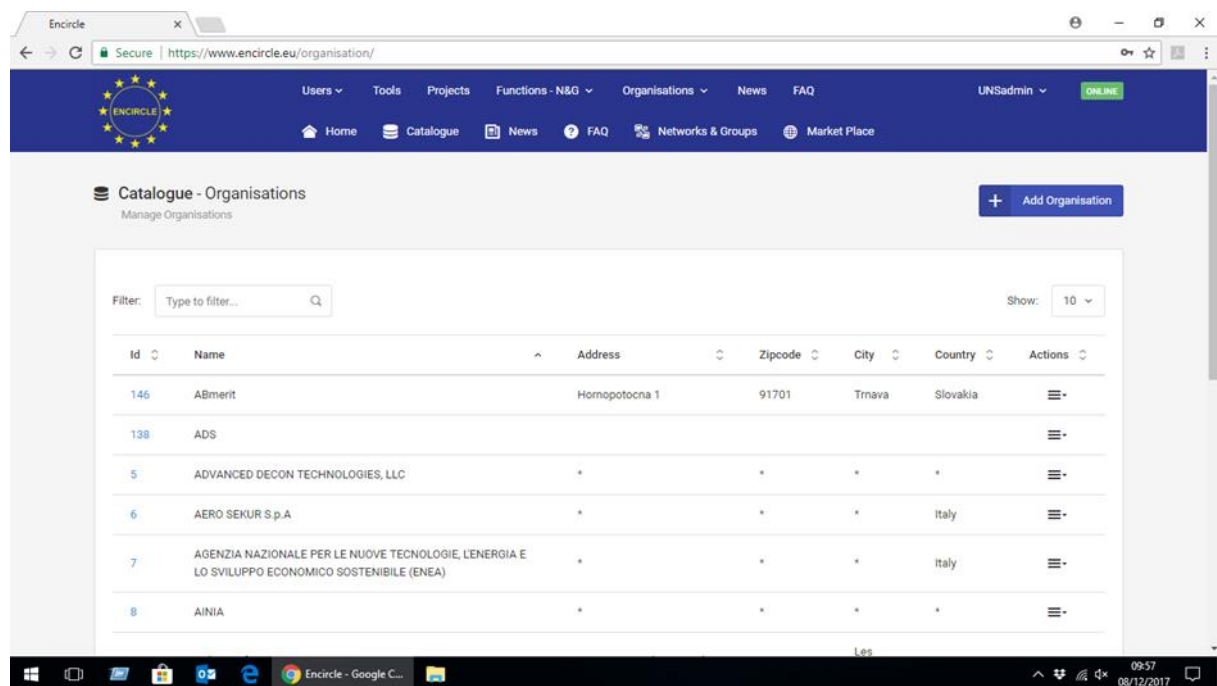 Encircle
Secure | https://www.encircle.eu/organisation/
ENCIRCLE
Users Tools Projects Functions - N&G Organisations News FAQ UNSadmin ONLINE
Home Catalogue News FAQ Networks & Groups Market Place
Catalogue - Organisations
Manage Organisations
+ Add Organisation
Filter: Type to filter... Show: 10
Id Name Address Zipcode City Country Actions
146 ABmerit Hornopotocna 1 91701 Trnava Slovakia
138 ADS
5 ADVANCED DECON TECHNOLOGIES, LLC * * * *
6 AERO SEKUR S.p.A * * * Italy
7 AGENZIA NAZIONALE PER LE NUOVE TECNOLOGIE, L'ENERGIA E
LO SVILUPPO ECONOMICO SOSTENIBILE (ENEA) * * * Italy
8 AINIA * * * *
Les
Encircle - Google C...
09:57
08/12/2017